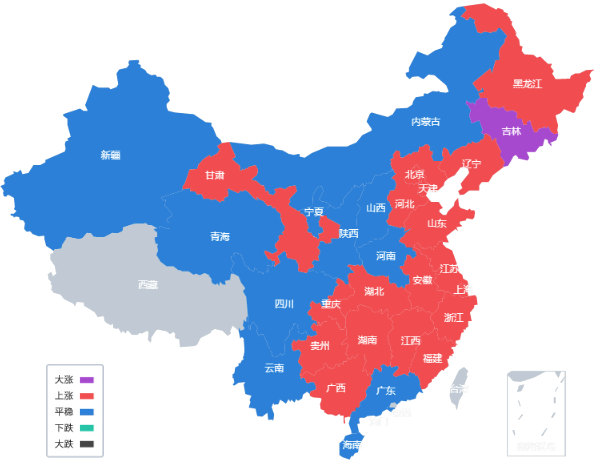 黑龙江
内蒙古
吉林
新疆
辽宁
甘肃
北京
天津
河北
宁夏
山西
山东
陕西
青海
河南
江苏
安徽
西藏
上海
湖北
四川
重庆
浙江
湖南
江西
贵州
福建
云南
广西
广东
台湾
海南
大涨
上涨
平稳
下跌
大跌